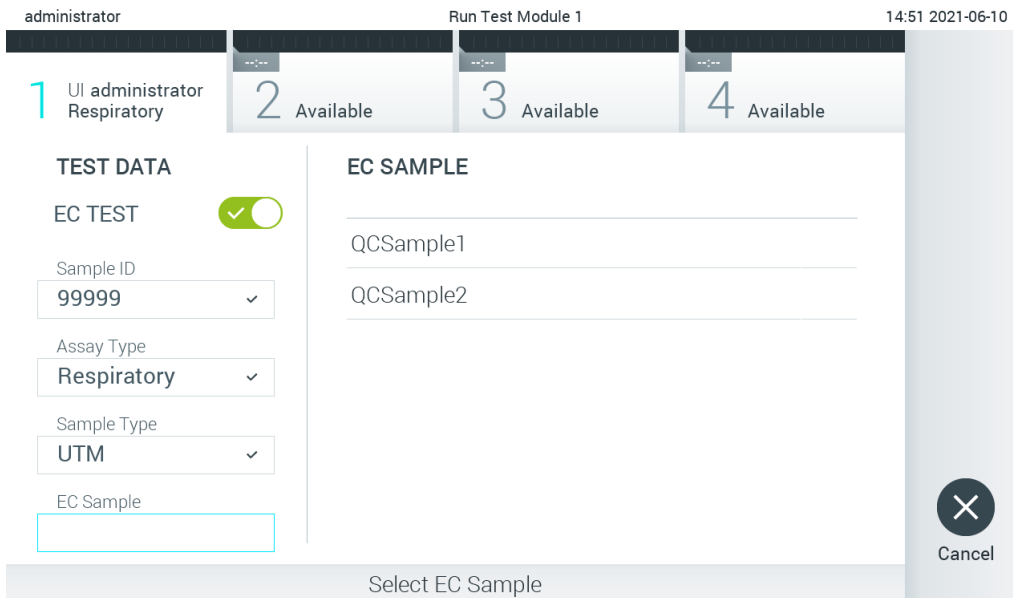 administrator
Run Test Module 1
14:51 2021-06-10
1 UI administrator
Respiratory
--:--
2 Available
--:--
3 Available
--:--
4 Available
TEST DATA
EC TEST
Sample ID
99999
Assay Type
Respiratory
Sample Type
UTM
EC Sample
EC SAMPLE
QCSample1
QCSample2
Cancel
Select EC Sample